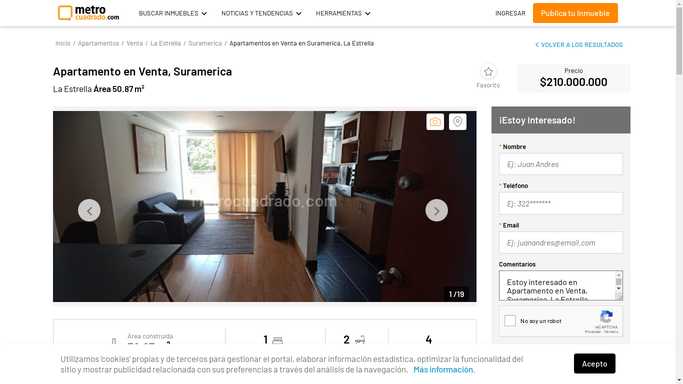 metro
cuadrado.com
BUSCAR INMUEBLES
NOTICIAS Y TENDENCIAS
HERRAMIENTAS
INGRESAR
Publica tu Inmueble
Inicio / Apartamentos / Venta / La Estrella / Suramerica / Apartamentos en Venta en Suramerica, La Estrella
VOLVER A LOS RESULTADOS
Apartamento en Venta, Suramerica
La Estrella Área 50.87 m²
Favorito
Precio
$210.000.000
metrocuadrado.com
1 /19
¡Estoy Interesado!
* Nombre
Ej: Juan Andres
* Teléfono
Ej: 322*******
* Email
Ej: juanandres@email.com
Comentarios
Estoy interesado en
Apartamento en Venta,
Suramerica, La Estrella
No soy un robot
reCAPTCHA
Privacidad - Términos
Área construida
1
2
4
Utilizamos 'cookies' propias y de terceros para gestionar el portal, elaborar información estadística, optimizar la funcionalidad del
sitio y mostrar publicidad relacionada con sus preferencias a través del análisis de la navegación. Más información.
Acepto